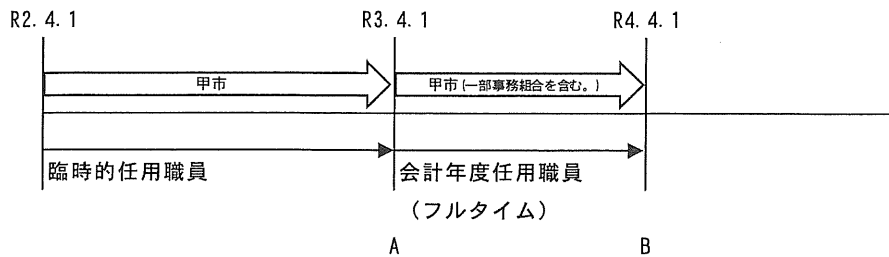 R2. 4. 1 R3. 4. 1 R4. 4. 1
甲市 甲市(一部事務組合を含む。)
臨時的任用職員 会計年度任用職員
(フルタイム)
A B